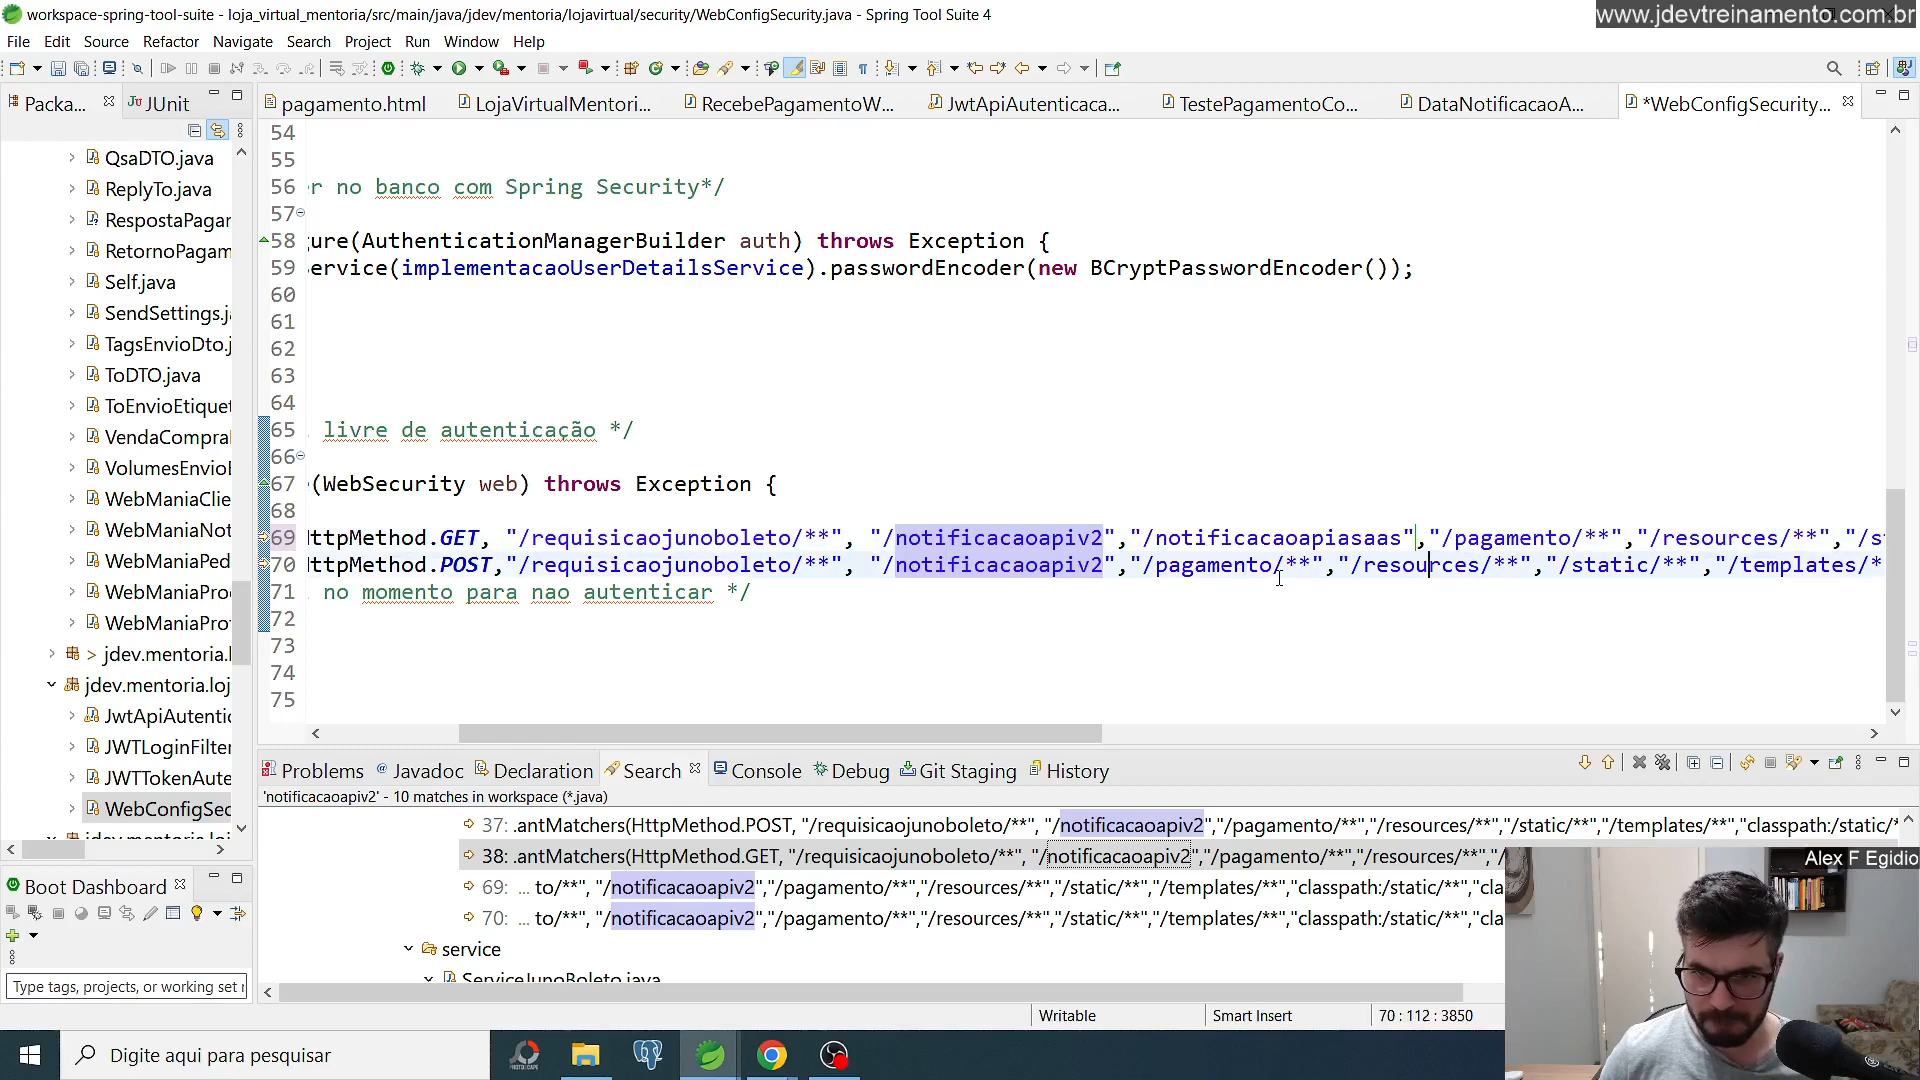 workspace-spring-tool-suite - loja_virtual_mentoria/src/main/java/jdev/mentoria/lojavirtual/security/WebConfigSecurity.java - Spring Tool Suite 4
www.jdevtreinamento.com.br
File Edit Source Refactor Navigate Search Project Run Window Help
Packa... JUnit
pagamento.html LojaVirtualMentori... RecebePagamentoW... JwtApiAutenticaca... TestePagamentoCo... DataNotificacaoA... *WebConfigSecurity...
QsaDTO.java
ReplyTo.java
RespostaPagar
RetornoPagam
Self.java
SendSettings.j
TagsEnvioDto.j
ToDTO.java
ToEnvioEtiquet
VendaCompral
VolumesEnvioE
WebManiaClie
WebManiaNot
WebManiaPed
WebManiaPro
WebManiaPro
> jdev.mentoria.l
jdev.mentoria.loj
JwtApiAutentic
JWTLoginFilter
JWTTokenAute
WebConfigSec
54
55
56 r no banco com Spring Security*/
57
58 ure(AuthenticationManagerBuilder auth) throws Exception {
59 ervice(implementacaoUserDetailsService).passwordEncoder(new BCryptPasswordEncoder());
60
61
62
63
64
65 livre de autenticação */
66
67 (WebSecurity web) throws Exception {
68
69 ttpMethod.GET, "/requisicaojunoboleto/**", "/notificacaoapiv2","/notificacaoapiasaas","/pagamento/**","/resources/**","/s
70 ttpMethod.POST,"/requisicaojunoboleto/**", "/notificacaoapiv2","/pagamento/**","/resources/**","/static/**","/templates/*
71 no momento para nao autenticar */
72
73
74
75
Problems Javadoc Declaration Search Console Debug Git Staging History
'notificacaoapiv2' - 10 matches in workspace (*.java)
37: .antMatchers(HttpMethod.POST, "/requisicaojunoboleto/**", "/notificacaoapiv2","/pagamento/**","/resources/**","/static/**","/templates/**","classpath:/static/*
38: .antMatchers(HttpMethod.GET, "/requisicaojunoboleto/**", "/notificacaoapiv2","/pagamento/**","/resources/**","/
69: ... to/**", "/notificacaoapiv2","/pagamento/**","/resources/**","/static/**","/templates/**","classpath:/static/**","cla
70: ... to/**", "/notificacaoapiv2","/pagamento/**","/resources/**","/static/**","/templates/**","classpath:/static/**","cla
service
ServiceJunoBoleto.java
Boot Dashboard
Type tags, projects, or working set r
Writable Smart Insert 70 : 112 : 3850
Alex F Egidio
Digite aqui para pesquisar